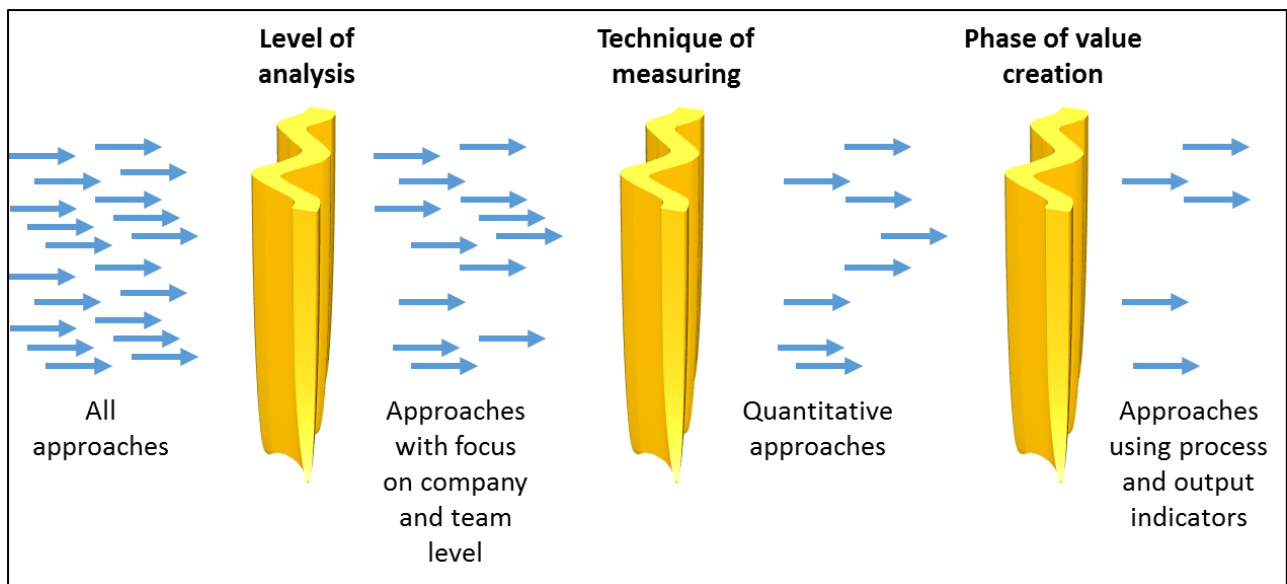 Level of
analysis
Technique of
measuring
Phase of value
creation
All
approaches
Approaches
with focus
on company
and team
level
Quantitative
approaches
Approaches
using process
and output
indicators